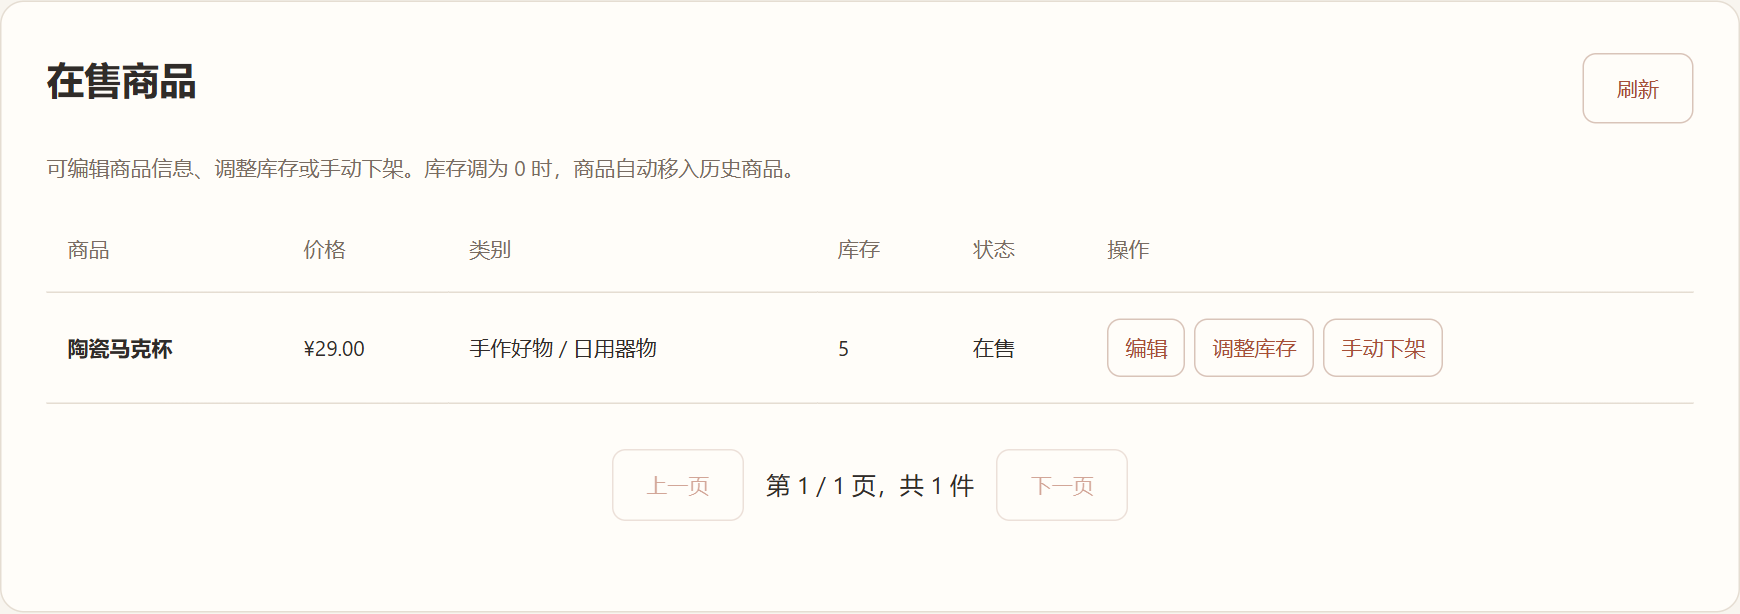 在售商品
刷新
可编辑商品信息、调整库存或手动下架。库存调为 0 时，商品自动移入历史商品。
商品 价格 类别 库存 状态 操作
陶瓷马克杯 ¥29.00 手作好物 / 日用器物 5 在售 编辑 调整库存 手动下架
上一页 第 1 / 1 页，共 1 件 下一页